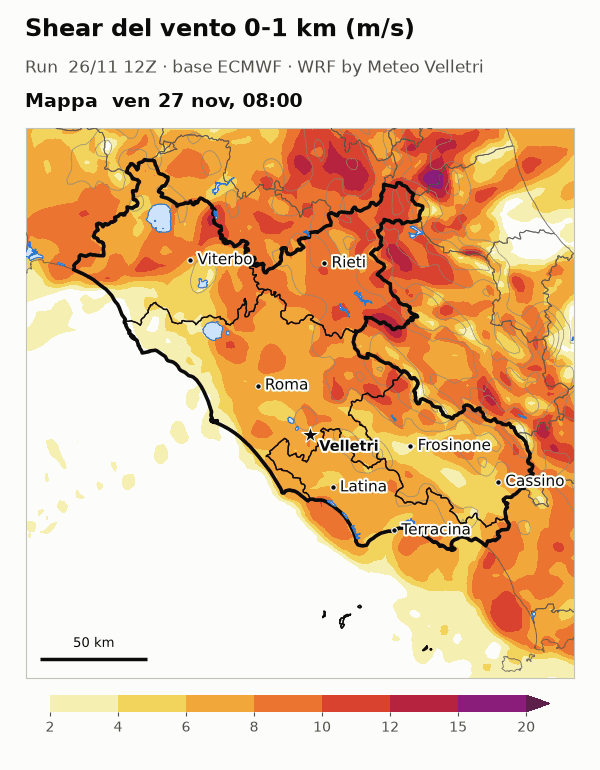 Shear del vento 0-1 km (m/s)
Run  26/11 12Z · base ECMWF · WRF by Meteo Velletri
Mappa  ven 27 nov, 08:00
Viterbo
Rieti
Roma
Velletri
Frosinone
Cassino
Latina
Terracina
50 km
2 4 6 8 10 12 15 20